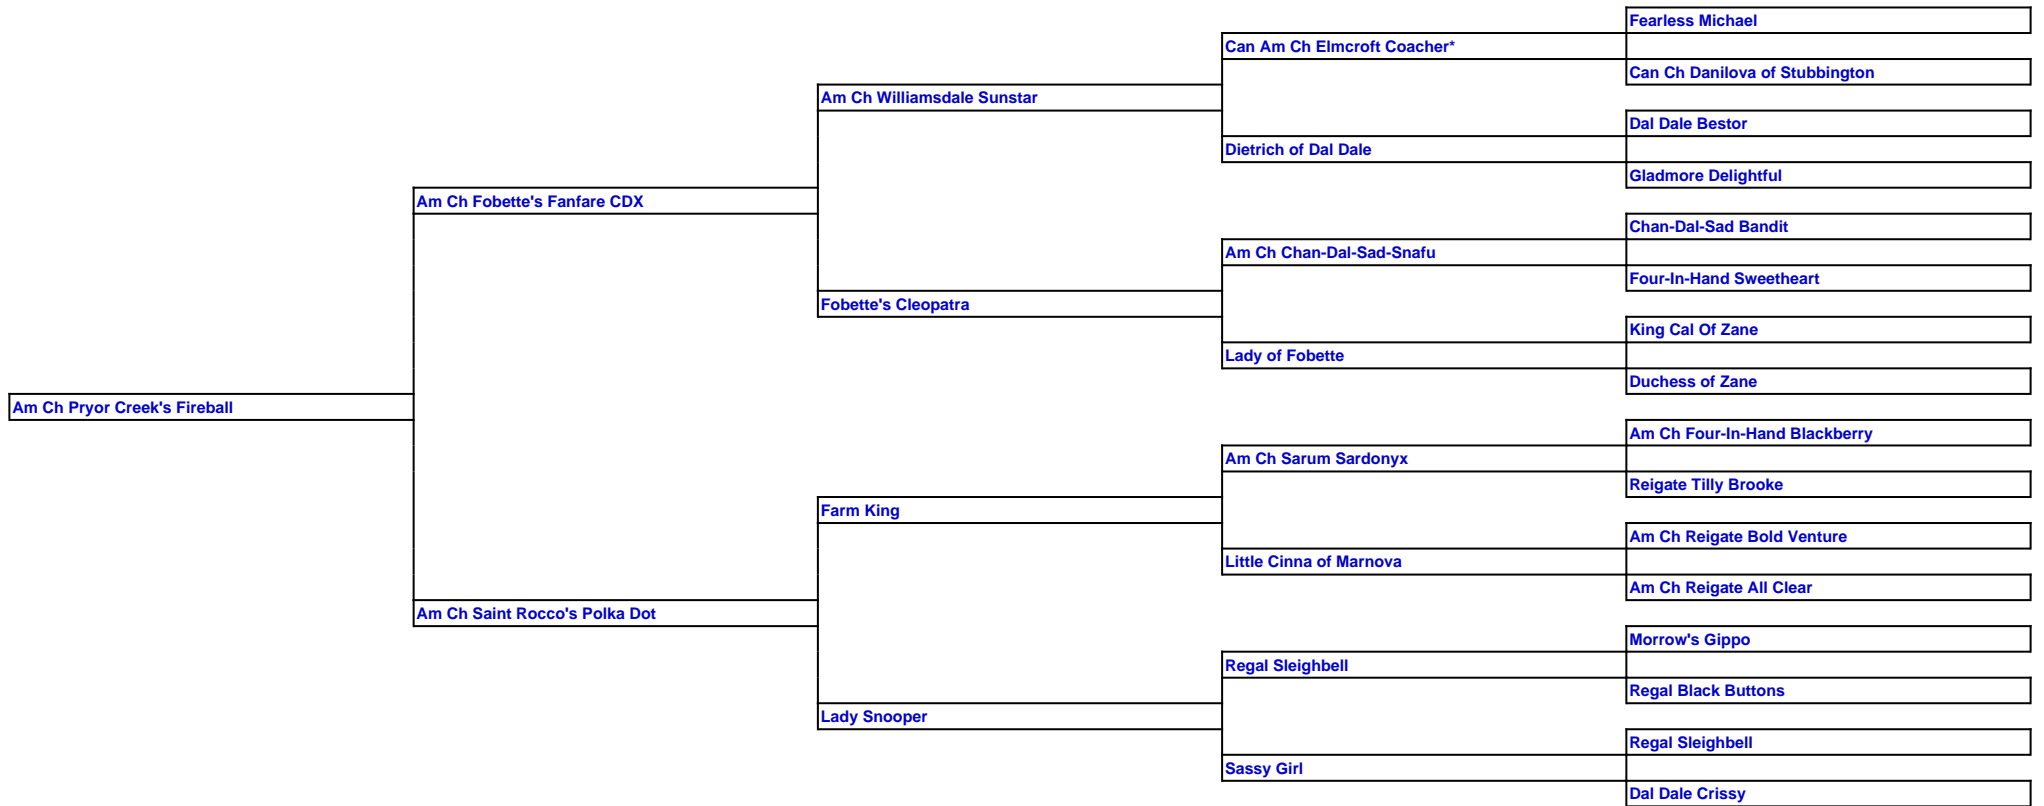 Fearless Michael
Can Am Ch Elmcroft Coacher*
Can Ch Danilova of Stubbington
Am Ch Williamsdale Sunstar
Dal Dale Bestor
Dietrich of Dal Dale
Gladmore Delightful
Am Ch Fobette's Fanfare CDX
Chan-Dal-Sad Bandit
Am Ch Chan-Dal-Sad-Snafu
Four-In-Hand Sweetheart
Fobette's Cleopatra
King Cal Of Zane
Lady of Fobette
Duchess of Zane
Am Ch Pryor Creek's Fireball
Am Ch Four-In-Hand Blackberry
Am Ch Sarum Sardonyx
Reigate Tilly Brooke
Farm King
Am Ch Reigate Bold Venture
Little Cinna of Marnova
Am Ch Reigate All Clear
Am Ch Saint Rocco's Polka Dot
Morrow's Gippo
Regal Sleighbell
Regal Black Buttons
Lady Snooper
Regal Sleighbell
Sassy Girl
Dal Dale Crissy